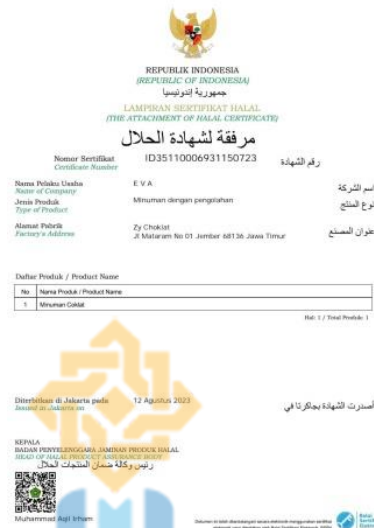 REPUBLIK INDONESIA
(REPUBLIC OF INDONESIA)
جمهورية إندونيسيا
LAMPIRAN SERTIFIKAT HALAL
(THE ATTACHMENT OF HALAL CERTIFICATE)
مرفقة لشهادة الحلال
Nomor Sertifikat ID35110006931150723 رقم الشهادة
Certificate Number
Nama Pelaku Usaha E V A اسم الشركة
Name of Company
Jenis Produk Minuman dengan pengolahan نوع المنتج
Type of Product
Alamat Pabrik Zy Choklat عنوان المصنع
Factory's Address Jl Mataram No 01 Jember 68136 Jawa Timur
Daftar Produk / Product Name
No Nama Produk / Product Name
1 Minuman Coklat
Hal: 1 / Total Produk: 1
Diterbitkan di Jakarta pada 12 Agustus 2023 أصدرت الشهادة بجاكرتا في
Issued in Jakarta on
KEPALA
BADAN PENYELENGGARA JAMINAN PRODUK HALAL
HEAD OF HALAL PRODUCT ASSURANCE BODY
رئيس وكالة ضمان المنتجات الحلال
Muhammad Aqil Irham